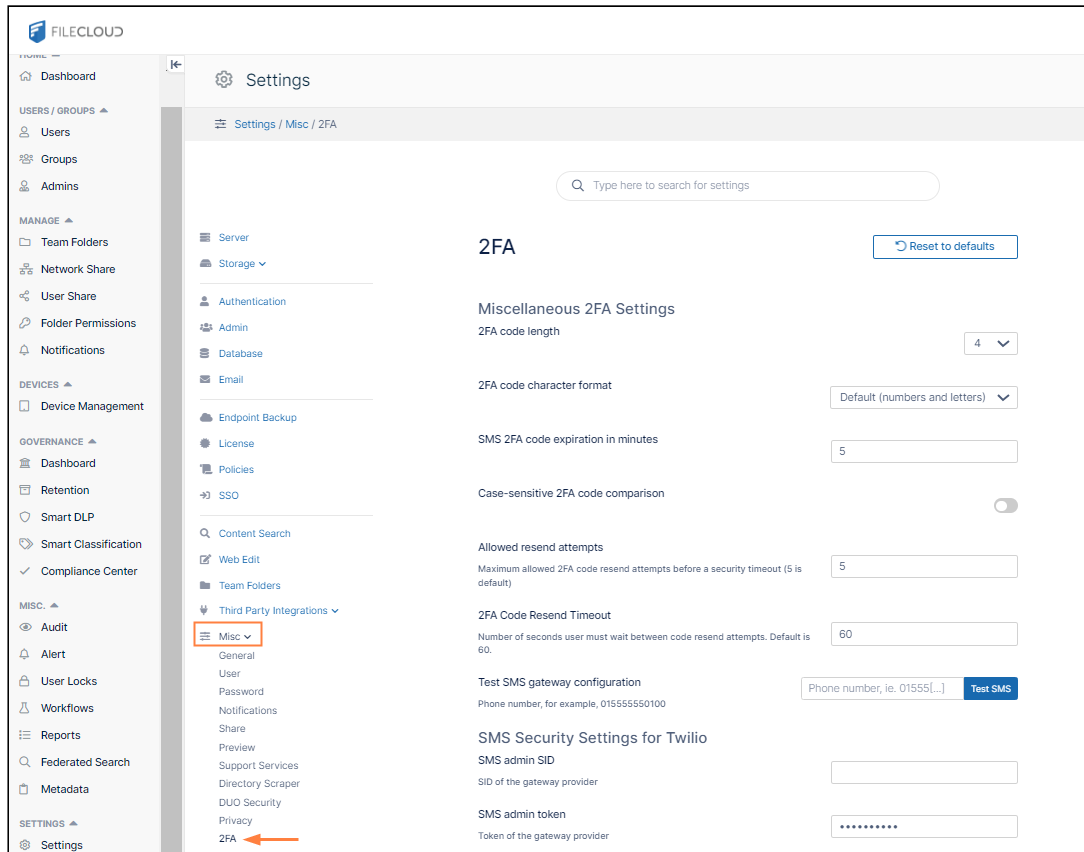 FILECLOUD
HOME
Dashboard
USERS / GROUPS
Users
Groups
Admins
MANAGE
Team Folders
Network Share
User Share
Folder Permissions
Notifications
DEVICES
Device Management
GOVERNANCE
Dashboard
Retention
Smart DLP
Smart Classification
Compliance Center
MISC.
Audit
Alert
User Locks
Workflows
Reports
Federated Search
Metadata
SETTINGS
Settings
Settings
Settings / Misc / 2FA
Type here to search for settings
Server
Storage
Authentication
Admin
Database
Email
Endpoint Backup
License
Policies
SSO
Content Search
Web Edit
Team Folders
Third Party Integrations
Misc
General
User
Password
Notifications
Share
Preview
Support Services
Directory Scraper
DUO Security
Privacy
2FA
2FA
Reset to defaults
Miscellaneous 2FA Settings
2FA code length
4
2FA code character format
Default (numbers and letters)
SMS 2FA code expiration in minutes
5
Case-sensitive 2FA code comparison
Allowed resend attempts
Maximum allowed 2FA code resend attempts before a security timeout (5 is
default)
5
2FA Code Resend Timeout
Number of seconds user must wait between code resend attempts. Default is
60.
60
Test SMS gateway configuration
Phone number, for example, 015555550100
Phone number, ie. 01555[...]
Test SMS
SMS Security Settings for Twilio
SMS admin SID
SID of the gateway provider
SMS admin token
Token of the gateway provider
••••••••••